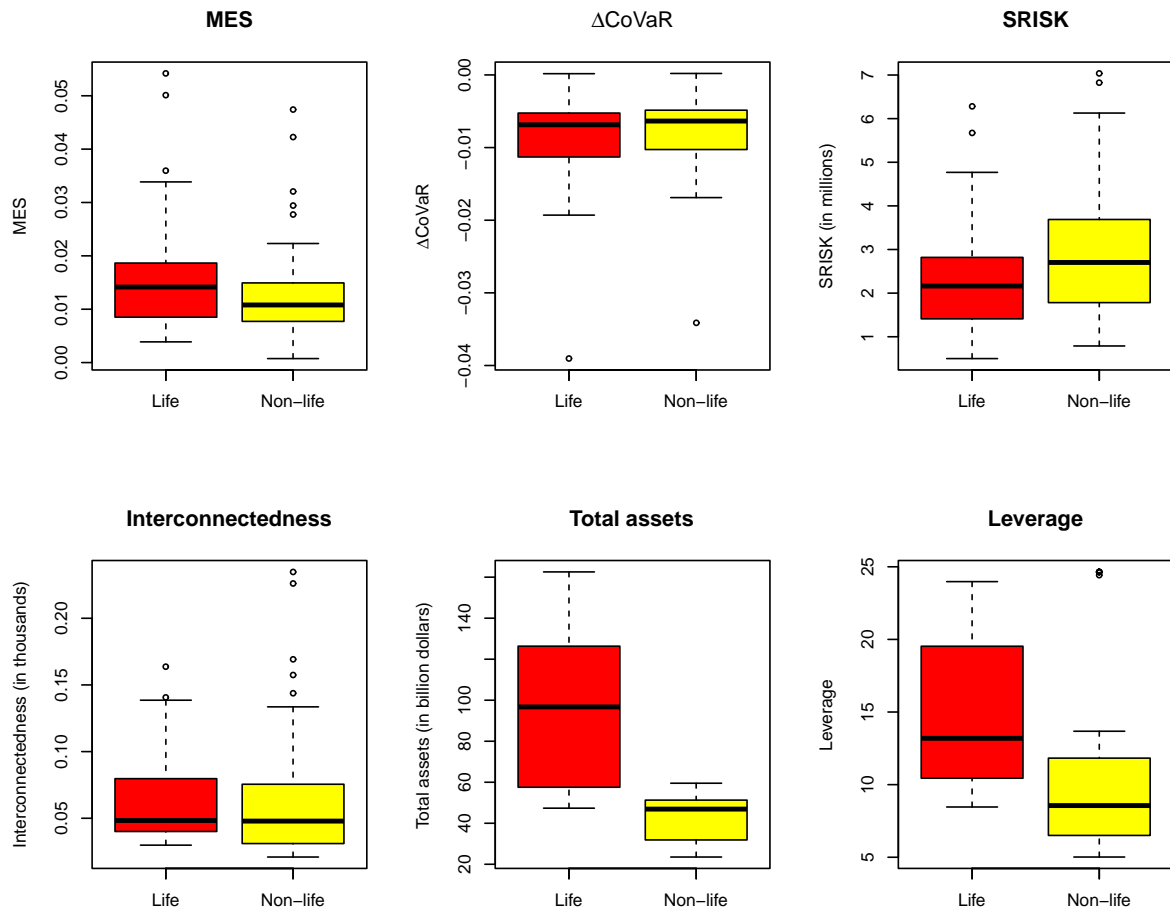 MES
ΔCoVaR
SRISK
MES
0.00
0.01
0.02
0.03
0.04
0.05
Life
Non−life
ΔCoVaR
−0.04
−0.03
−0.02
−0.01
0.00
Life
Non−life
SRISK (in millions)
1
2
3
4
5
6
7
Life
Non−life
Interconnectedness
Total assets
Leverage
Interconnectedness (in thousands)
0.05
0.10
0.15
0.20
Life
Non−life
Total assets (in billion dollars)
20
40
60
80
100
140
Life
Non−life
Leverage
5
10
15
20
25
Life
Non−life